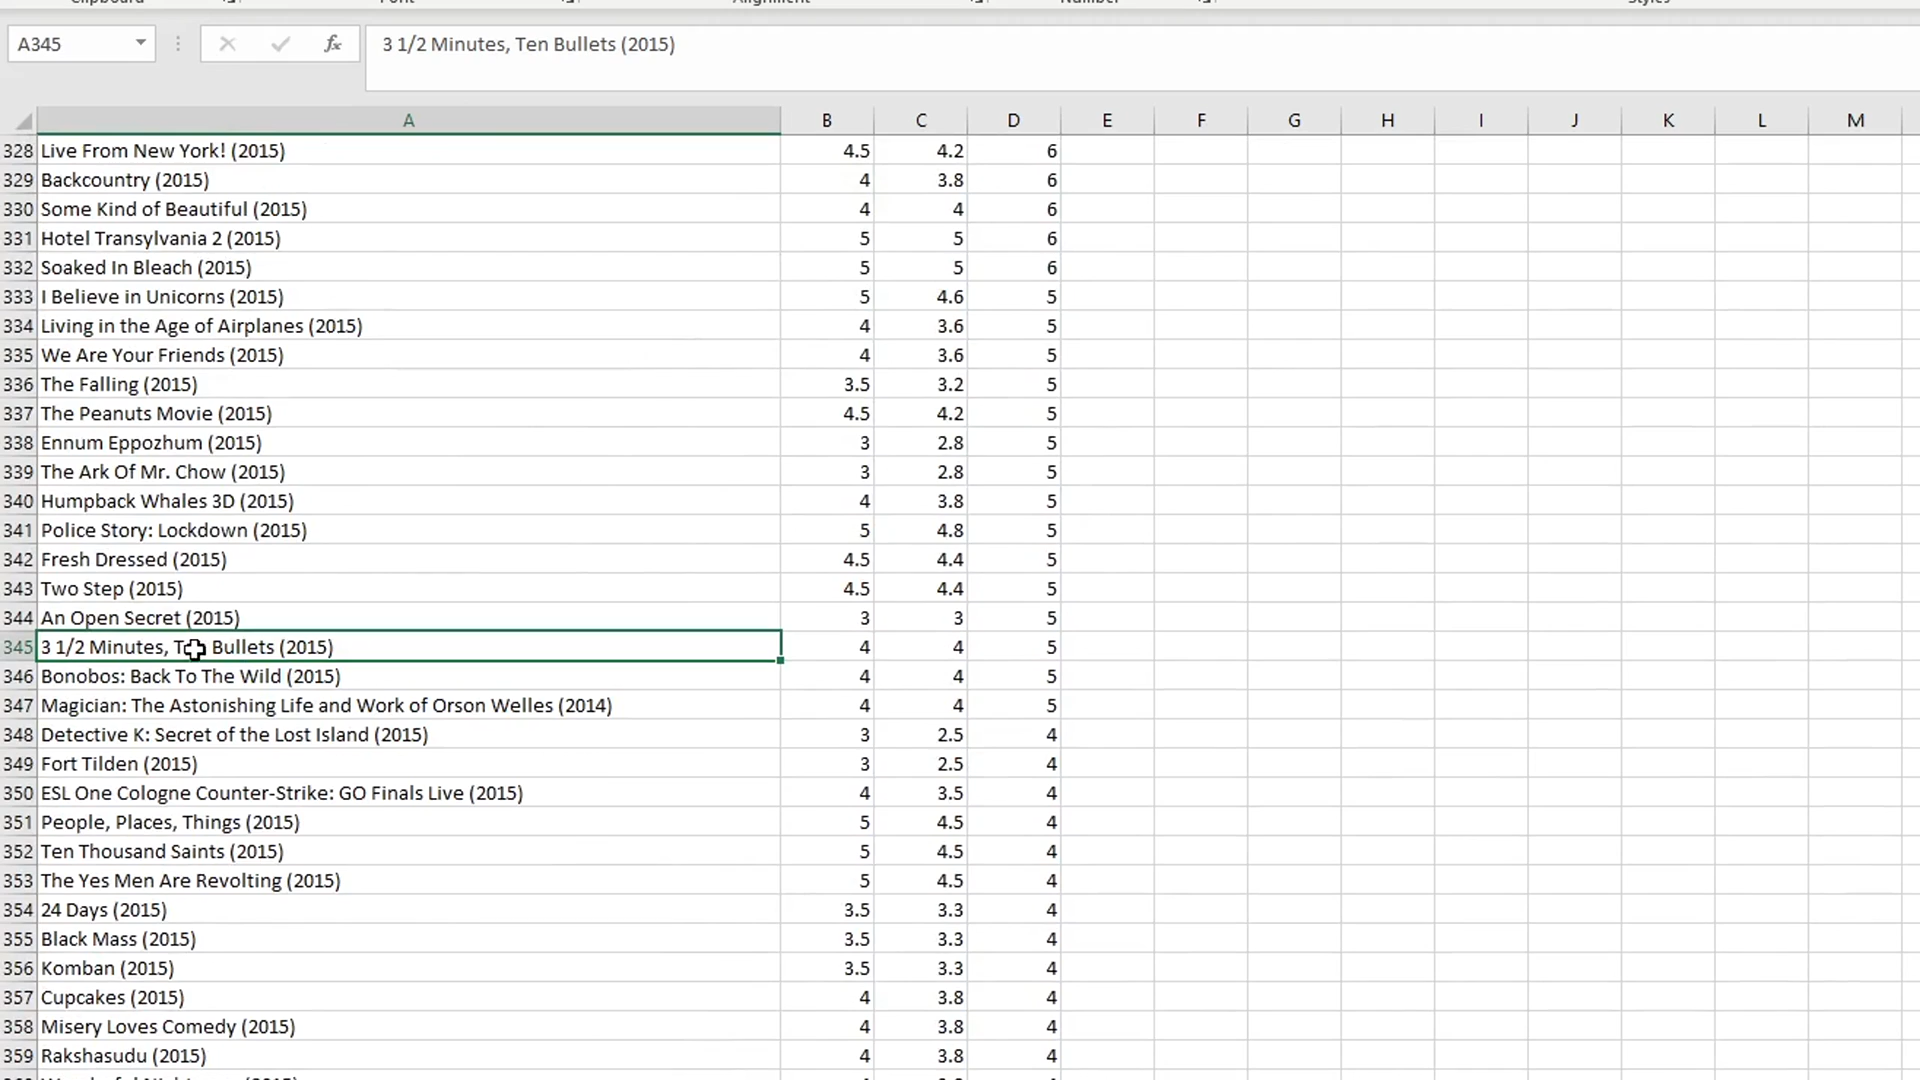 Clipboard Font Alignment Number Styles
A345 fx 3 1/2 Minutes, Ten Bullets (2015)
A B C D E F G H I J K L M
328 Live From New York! (2015) 4.5 4.2 6
329 Backcountry (2015) 4 3.8 6
330 Some Kind of Beautiful (2015) 4 4 6
331 Hotel Transylvania 2 (2015) 5 5 6
332 Soaked In Bleach (2015) 5 5 6
333 I Believe in Unicorns (2015) 5 4.6 5
334 Living in the Age of Airplanes (2015) 4 3.6 5
335 We Are Your Friends (2015) 4 3.6 5
336 The Falling (2015) 3.5 3.2 5
337 The Peanuts Movie (2015) 4.5 4.2 5
338 Ennum Eppozhum (2015) 3 2.8 5
339 The Ark Of Mr. Chow (2015) 3 2.8 5
340 Humpback Whales 3D (2015) 4 3.8 5
341 Police Story: Lockdown (2015) 5 4.8 5
342 Fresh Dressed (2015) 4.5 4.4 5
343 Two Step (2015) 4.5 4.4 5
344 An Open Secret (2015) 3 3 5
345 3 1/2 Minutes, Ten Bullets (2015) 4 4 5
346 Bonobos: Back To The Wild (2015) 4 4 5
347 Magician: The Astonishing Life and Work of Orson Welles (2014) 4 4 5
348 Detective K: Secret of the Lost Island (2015) 3 2.5 4
349 Fort Tilden (2015) 3 2.5 4
350 ESL One Cologne Counter-Strike: GO Finals Live (2015) 4 3.5 4
351 People, Places, Things (2015) 5 4.5 4
352 Ten Thousand Saints (2015) 5 4.5 4
353 The Yes Men Are Revolting (2015) 5 4.5 4
354 24 Days (2015) 3.5 3.3 4
355 Black Mass (2015) 3.5 3.3 4
356 Komban (2015) 3.5 3.3 4
357 Cupcakes (2015) 4 3.8 4
358 Misery Loves Comedy (2015) 4 3.8 4
359 Rakshasudu (2015) 4 3.8 4